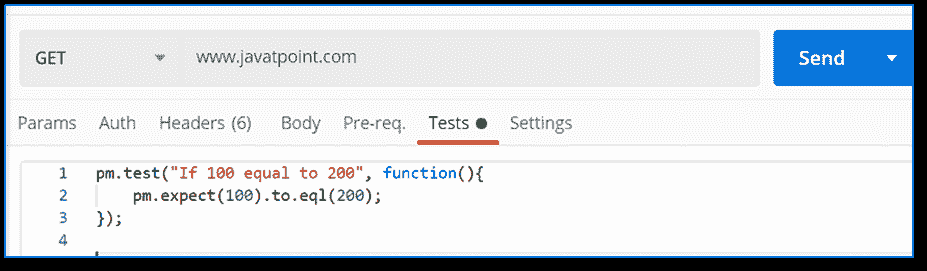 GET www.javatpoint.com Send
Params Auth Headers (6) Body Pre-req. Tests Settings
1 pm.test("If 100 equal to 200", function(){
2 pm.expect(100).to.eql(200);
3 });
4